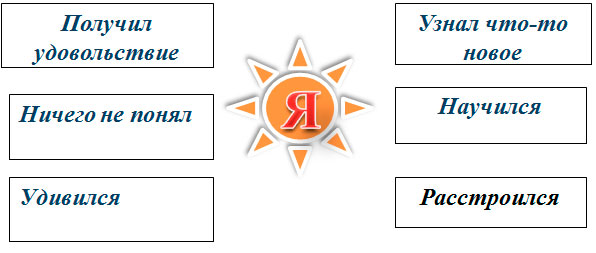 Получил
удовольствие
Ничего не понял
Удивился
Я
Узнал что-то
новое
Научился
Расстроился